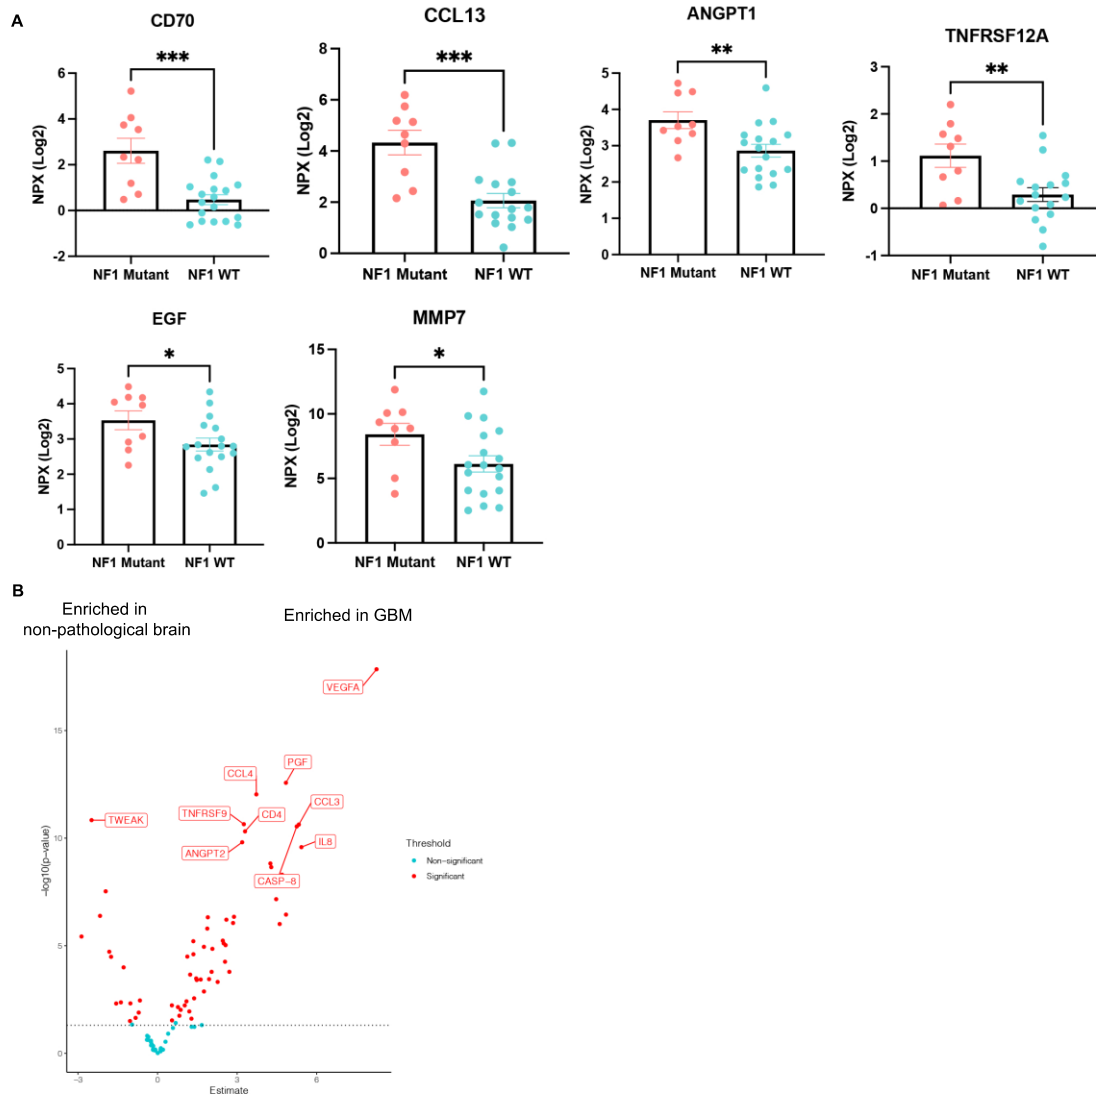 A
CD70
***
NPX (Log2)
6
4
2
0
-2
NF1 Mutant
NF1 WT
CCL13
***
NPX (Log2)
8
6
4
2
0
NF1 Mutant
NF1 WT
ANGPT1
**
NPX (Log2)
5
4
3
2
1
0
NF1 Mutant
NF1 WT
TNFRSF12A
**
NPX (Log2)
3
2
1
0
-1
NF1 Mutant
NF1 WT
EGF
*
NPX (Log2)
5
4
3
2
1
0
NF1 Mutant
NF1 WT
MMP7
*
NPX (Log2)
15
10
5
0
NF1 Mutant
NF1 WT
B
Enriched in
non-pathological brain
Enriched in GBM
VEGFA
PGF
CCL4
CCL3
TNFRSF9
CD4
TWEAK
IL8
ANGPT2
CASP-8
−log10(p−value)
15
10
5
0
-3
0
3
6
Estimate
Threshold
Non-significant
Significant